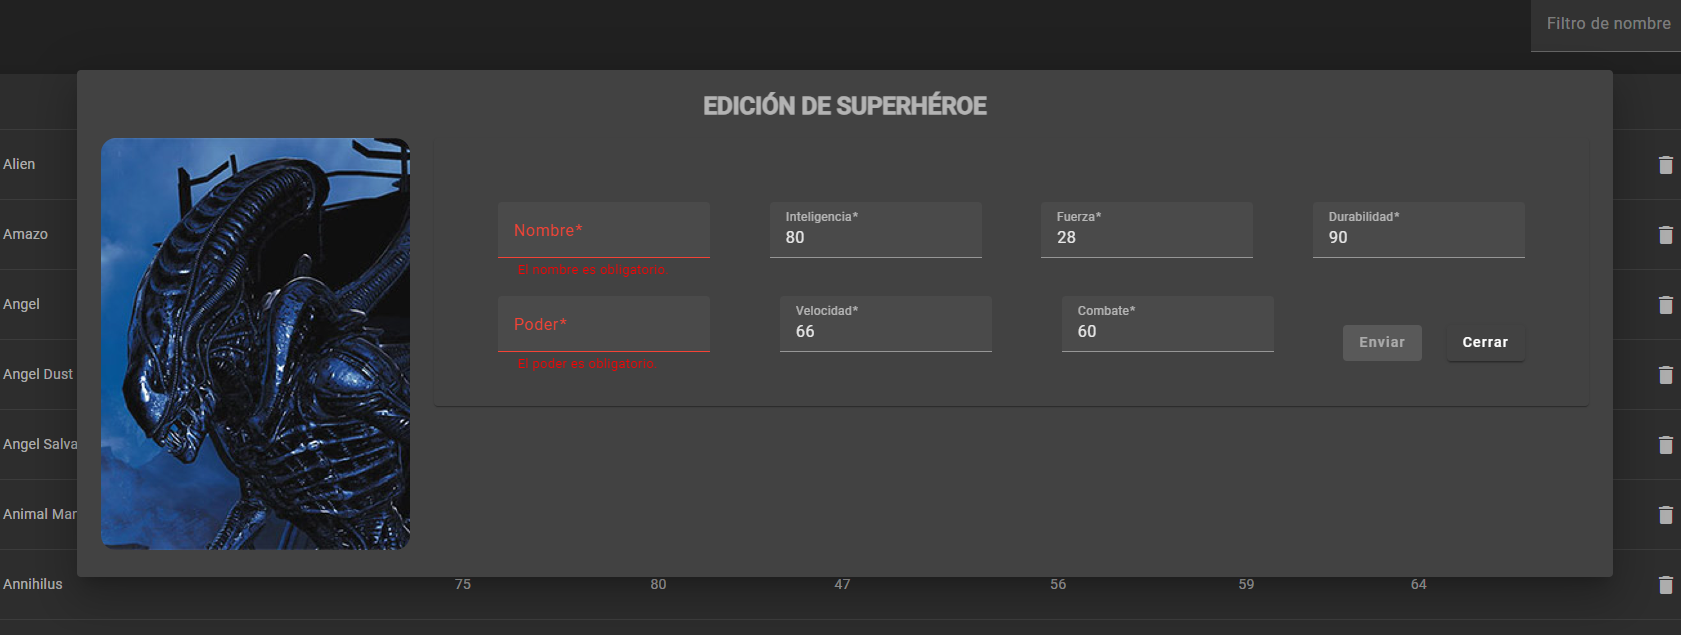 Filtro de nombre
EDICIÓN DE SUPERHÉROE
Alien
Amazo
Angel
Angel Dust
Angel Salva
Animal Mar
Nombre*
El nombre es obligatorio
Inteligencia*
80
Fuerza*
28
Durabilidad*
90
Poder*
El poder es obligatorio
Velocidad*
66
Combate*
60
Enviar
Cerrar
Annihilus 75 80 47 56 59 64